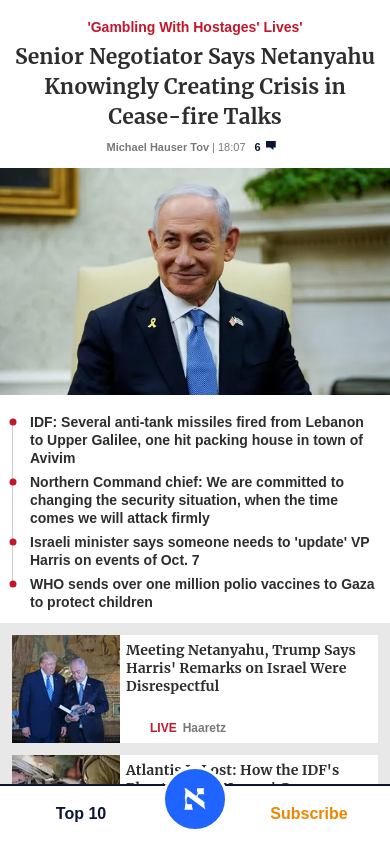 'Gambling With Hostages' Lives'
Senior Negotiator Says Netanyahu
Knowingly Creating Crisis in
Cease-fire Talks
Michael Hauser Tov | 18:07 6
IDF: Several anti-tank missiles fired from Lebanon
to Upper Galilee, one hit packing house in town of
Avivim
Northern Command chief: We are committed to
changing the security situation, when the time
comes we will attack firmly
Israeli minister says someone needs to 'update' VP
Harris on events of Oct. 7
WHO sends over one million polio vaccines to Gaza
to protect children
Meeting Netanyahu, Trump Says
Harris' Remarks on Israel Were
Disrespectful
LIVE Haaretz
Atlantis Lost: How the IDF's
Top 10
Subscribe